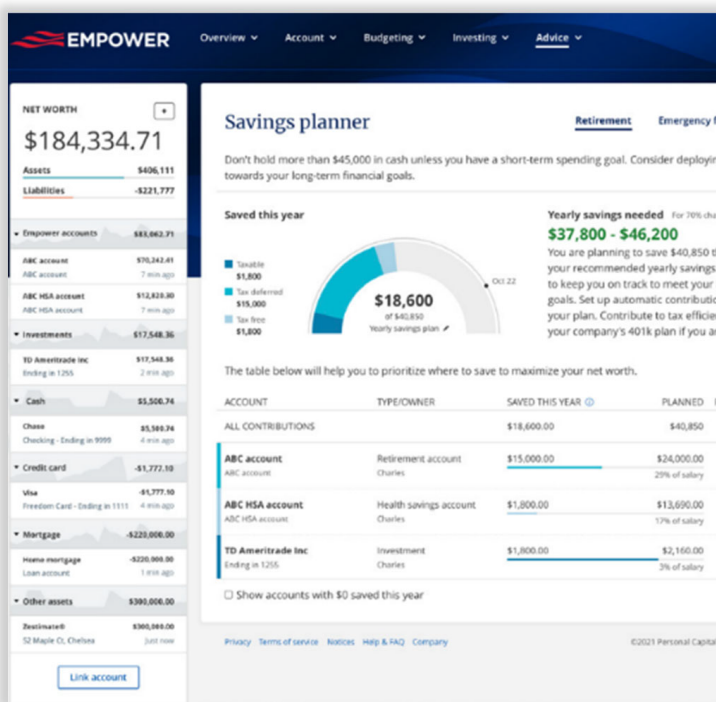 EMPOWER
Overview
Account
Budgeting
Investing
Advice
NET WORTH
+
$184,334.71
Assets $406,111
Liabilities -$221,777
Empower accounts $83,062.71
ABC account $70,242.41
ABC account 7 min ago
ABC HSA account $12,820.30
ABC HSA account 7 min ago
Investments $17,548.36
TD Ameritrade Inc $17,548.36
Ending in 1255 2 min ago
Cash $5,500.74
Chase $5,500.74
Checking - Ending in 9999 4 min ago
Credit card -$1,777.10
Visa -$1,777.10
Freedom Card - Ending in 1111 4 min ago
Mortgage -$220,000.00
Home mortgage -$220,000.00
Loan account 1 min ago
Other assets $300,000.00
Zestimate® $300,000.00
52 Maple Ct, Chelsea Just now
Link account
Savings planner
Retirement
Emergency f
Don't hold more than $45,000 in cash unless you have a short-term spending goal. Consider deployin
towards your long-term financial goals.
Saved this year
Taxable
$1,800
Tax deferred
$15,000
Tax free
$1,800
$18,600
of $40,850
Yearly savings plan
Oct 22
Yearly savings needed For 70% cha
$37,800 - $46,200
You are planning to save $40,850 t
your recommended yearly savings
to keep you on track to meet your
goals. Set up automatic contributio
your plan. Contribute to tax efficie
your company's 401k plan if you a
The table below will help you to prioritize where to save to maximize your net worth.
ACCOUNT TYPE/OWNER SAVED THIS YEAR PLANNED
ALL CONTRIBUTIONS $18,600.00 $40,850
ABC account Retirement account $15,000.00 $24,000.00
ABC account Charles 29% of salary
ABC HSA account Health savings account $1,800.00 $13,690.00
ABC HSA account Charles 17% of salary
TD Ameritrade Inc Investment $1,800.00 $2,160.00
Ending in 1255 Charles 3% of salary
Show accounts with $0 saved this year
Privacy Terms of service Notices Help & FAQ Company
©2021 Personal Capital